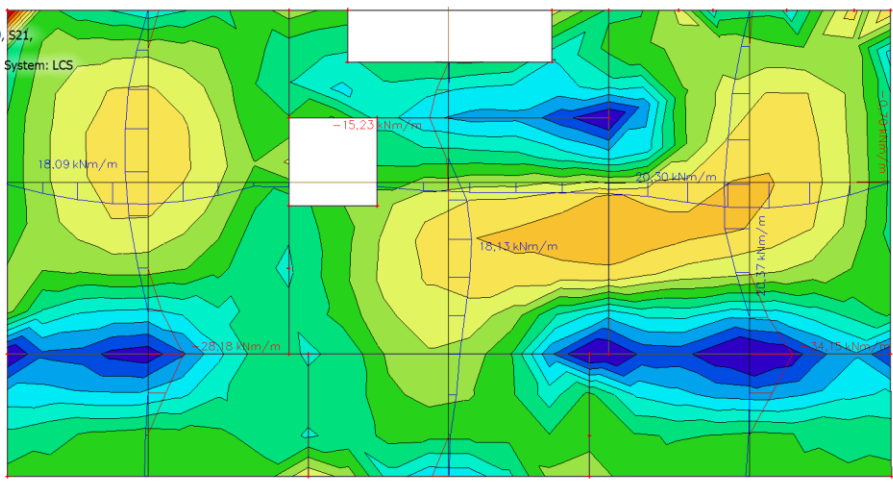 , S21,
System: LCS
-15,23 kNm/m
18,09 kNm/m
20,30 kNm/m
18,13 kNm/m
20,37 kNm/m
-28,18 kNm/m
-34,15 kNm/m